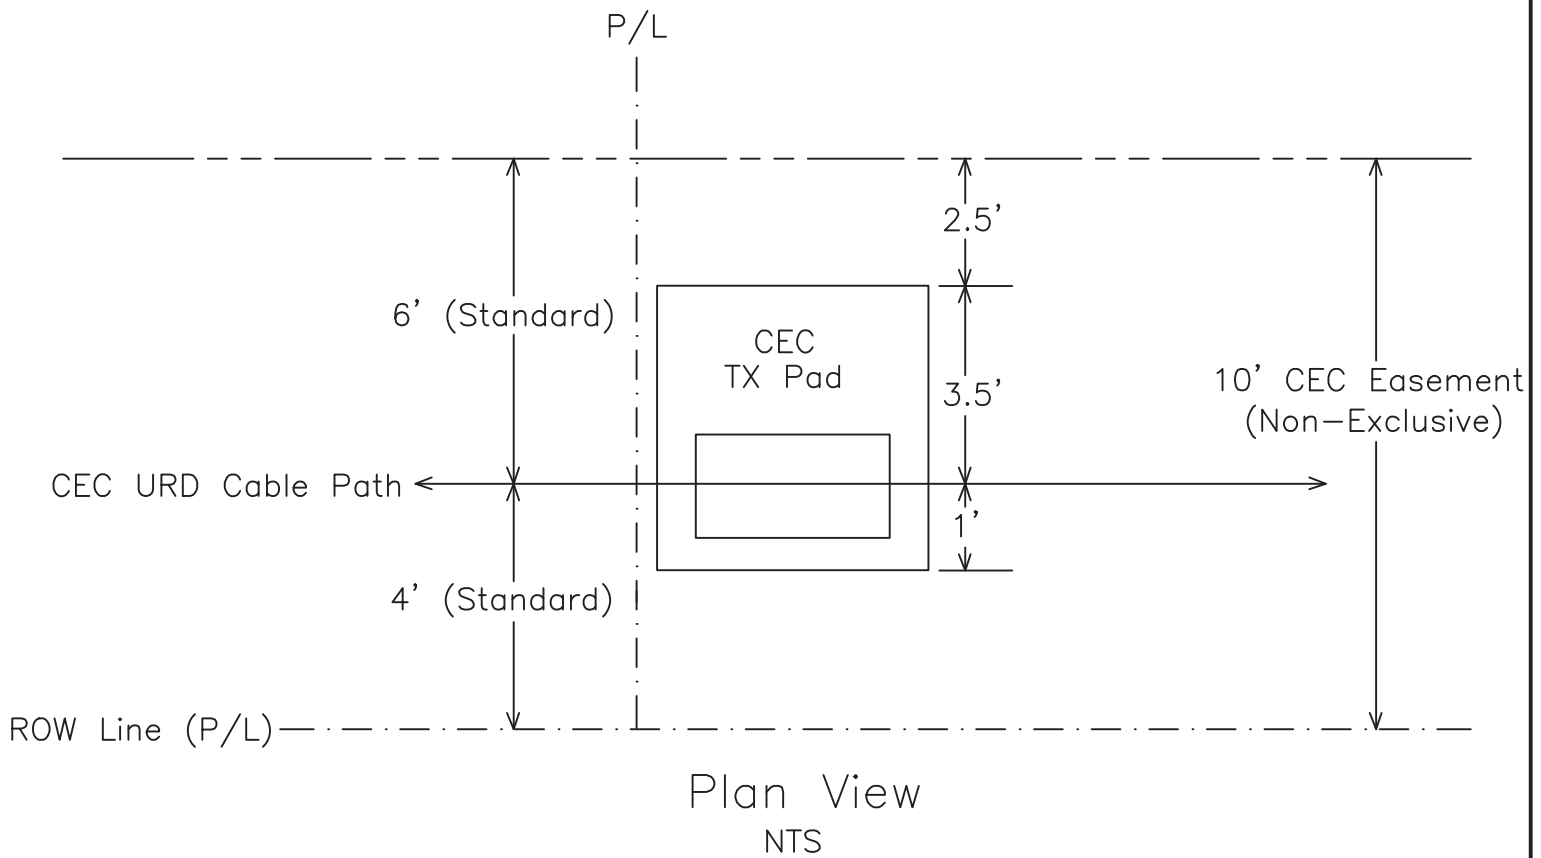 P/L
2.5’
6’ (Standard)
CEC
TX Pad
3.5’
10’ CEC Easement
(Non-Exclusive)
CEC URD Cable Path
1’
4’ (Standard)
ROW Line (P/L)
Plan View
NTS